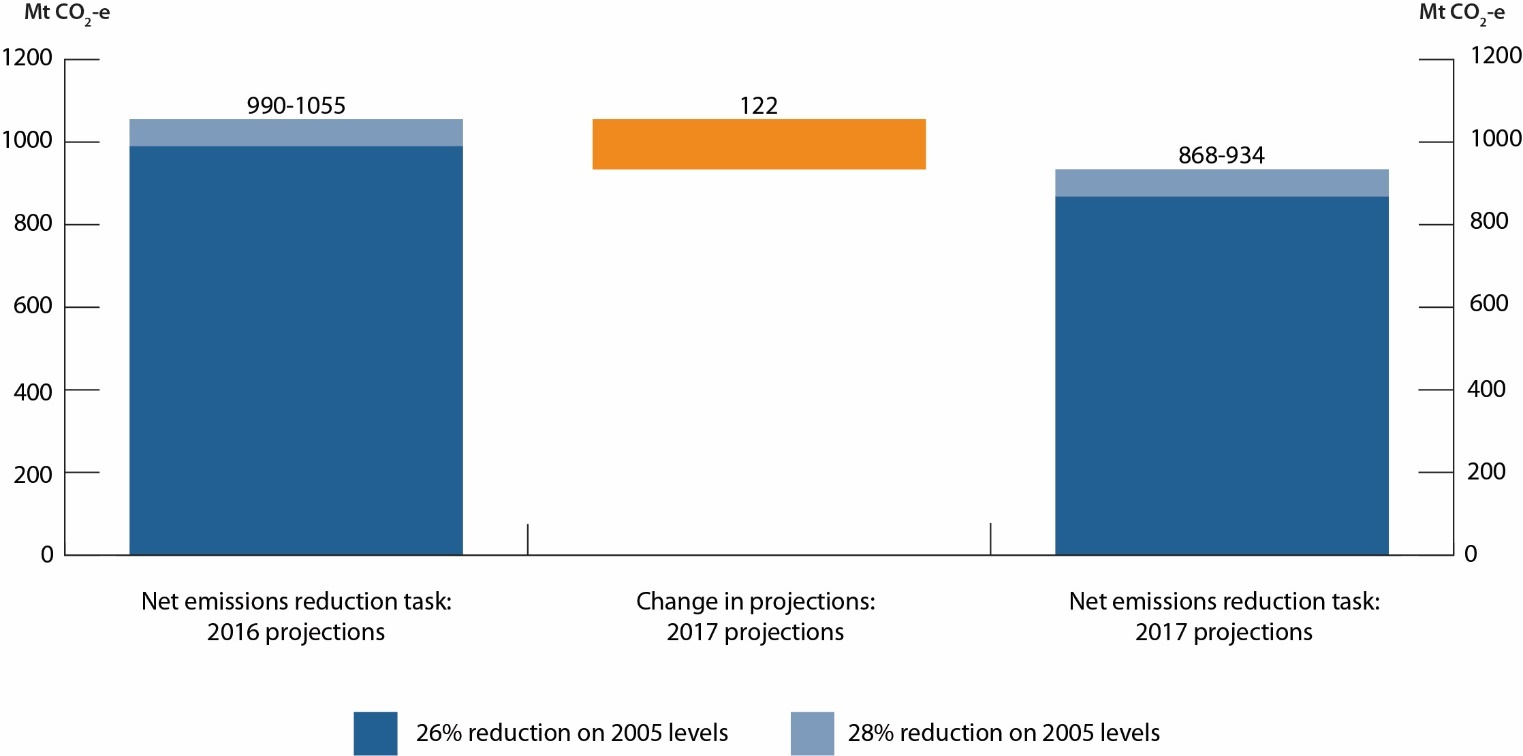 Mt CO₂-e
Mt CO₂-e
1200
1000
800
600
400
200
0
990-1055
122
868-934
1200
1000
800
600
400
200
0
Net emissions reduction task:
2016 projections
Change in projections:
2017 projections
Net emissions reduction task:
2017 projections
26% reduction on 2005 levels
28% reduction on 2005 levels